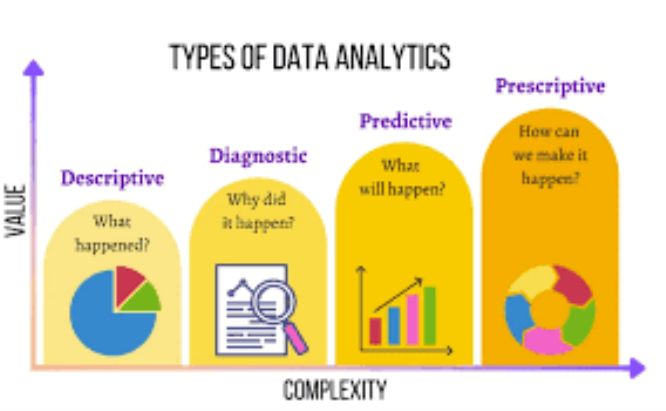 TYPES OF DATA ANALYTICS
Prescriptive
How can
we make it
happen?
Predictive
What
will happen?
Diagnostic
Why did
it happen?
Descriptive
What
happened?
VALUE
COMPLEXITY